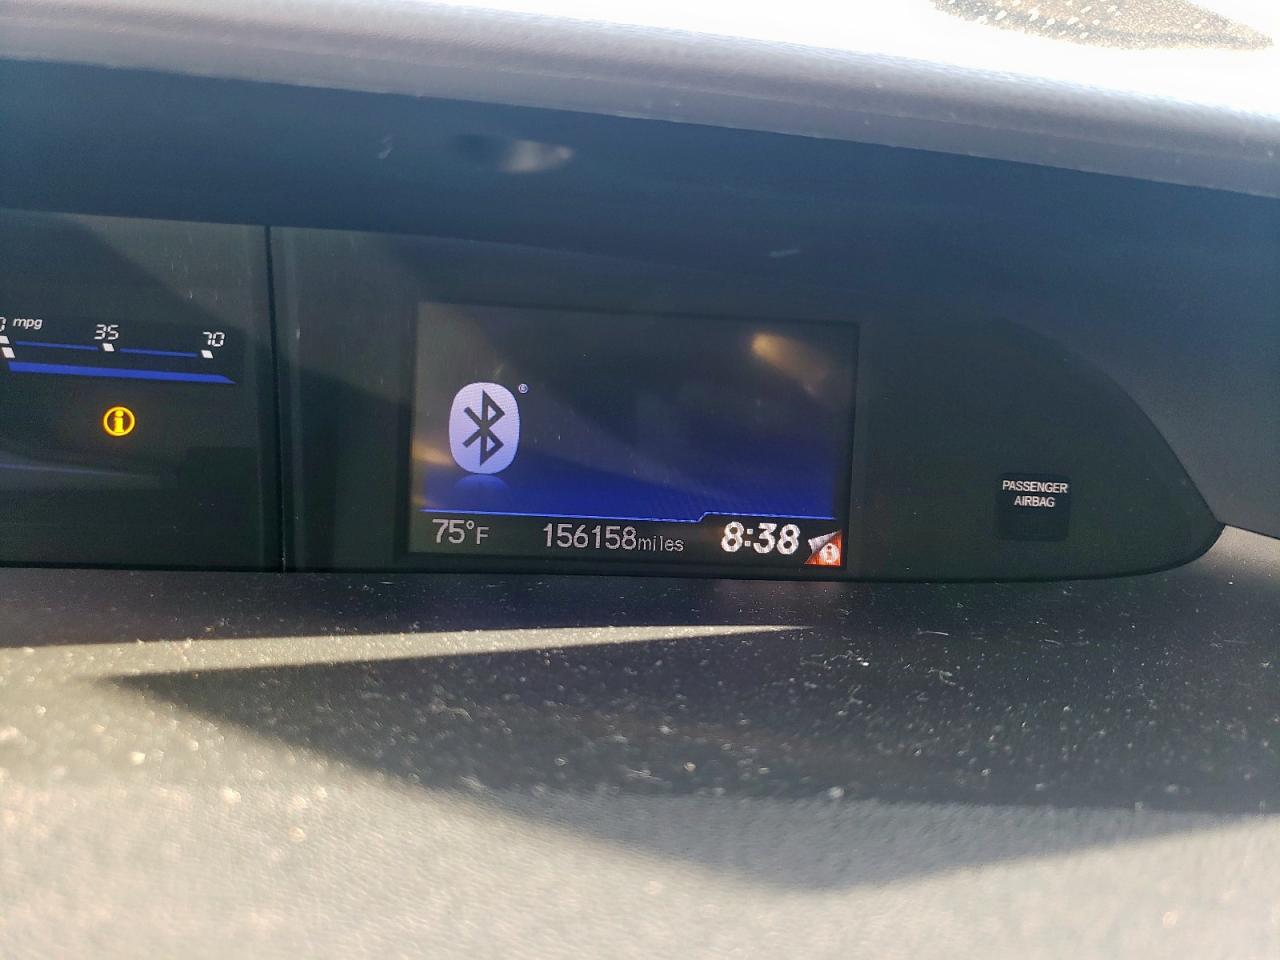 mpg 35 70
®
75°F 156158miles 8:38
PASSENGER
AIRBAG